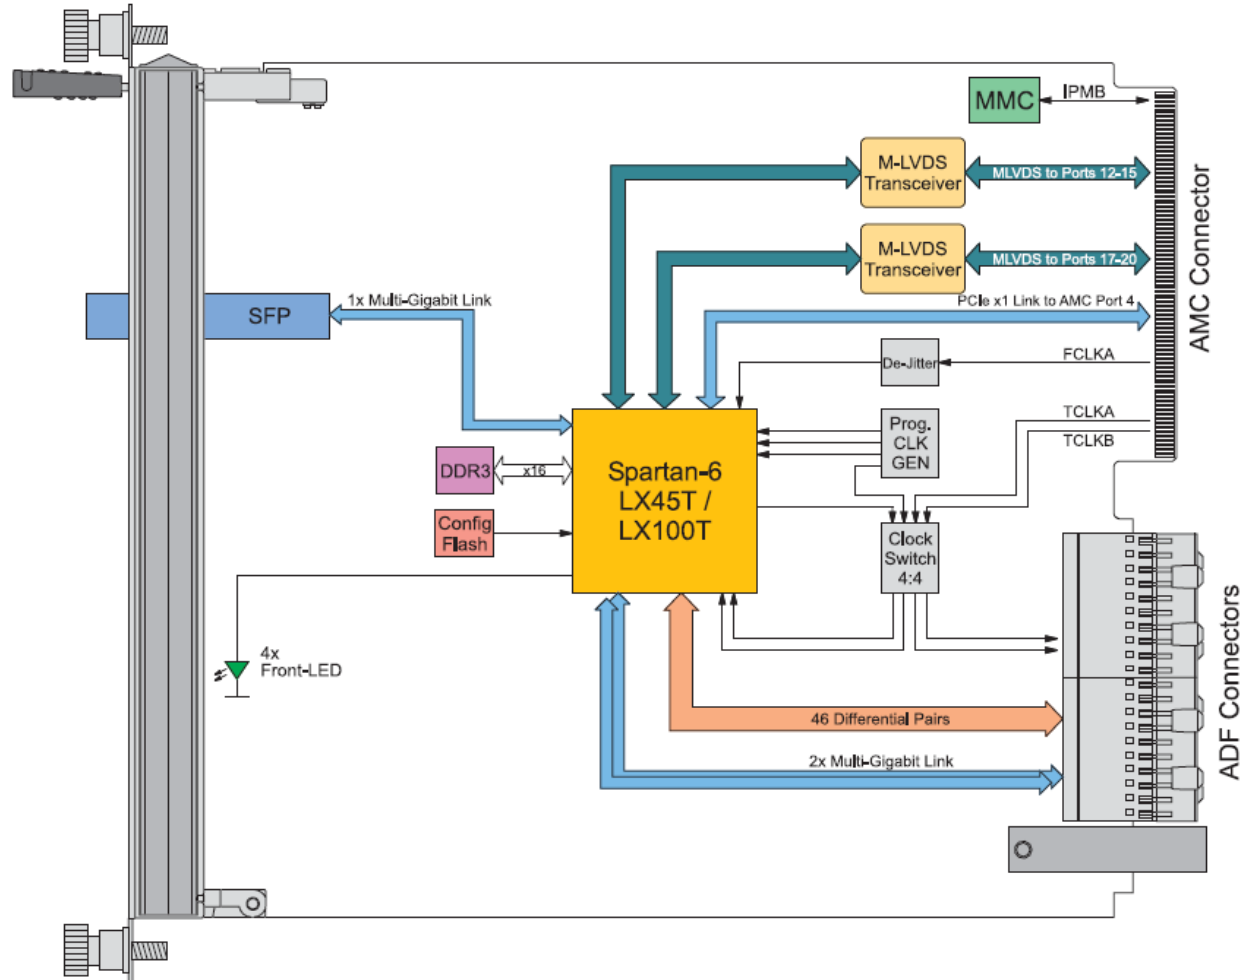 MMC
IPMB
M-LVDS
Transceiver
MLVDS to Ports 12-15
M-LVDS
Transceiver
MLVDS to Ports 17-20
AMC Connector
1x Multi-Gigabit Link
PCIe x1 Link to AMC Port 4
SFP
De-Jitter
FCLKA
Prog.
CLK
GEN
TCLKA
TCLKB
DDR3
x16
Spartan-6
LX45T /
LX100T
Config
Flash
Clock
Switch
4:4
4x
Front-LED
ADF Connectors
46 Differential Pairs
2x Multi-Gigabit Link